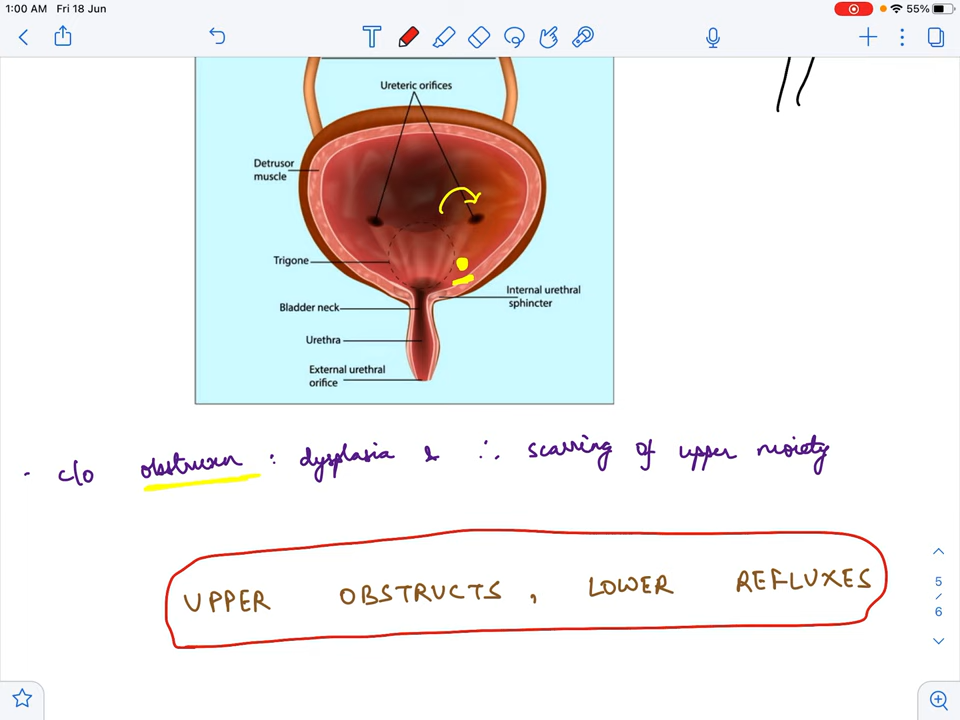 1:00 AM Fri 18 Jun
55%
T
Ureteric orifices
Detrusor
muscle
Trigone
Internal urethral
sphincter
Bladder neck
Urethra
External urethral
orifice
- c/o obstruxn : dysplasia & ∴ scarring of upper moiety
UPPER OBSTRUCTS, LOWER REFLUXES
5
/
6